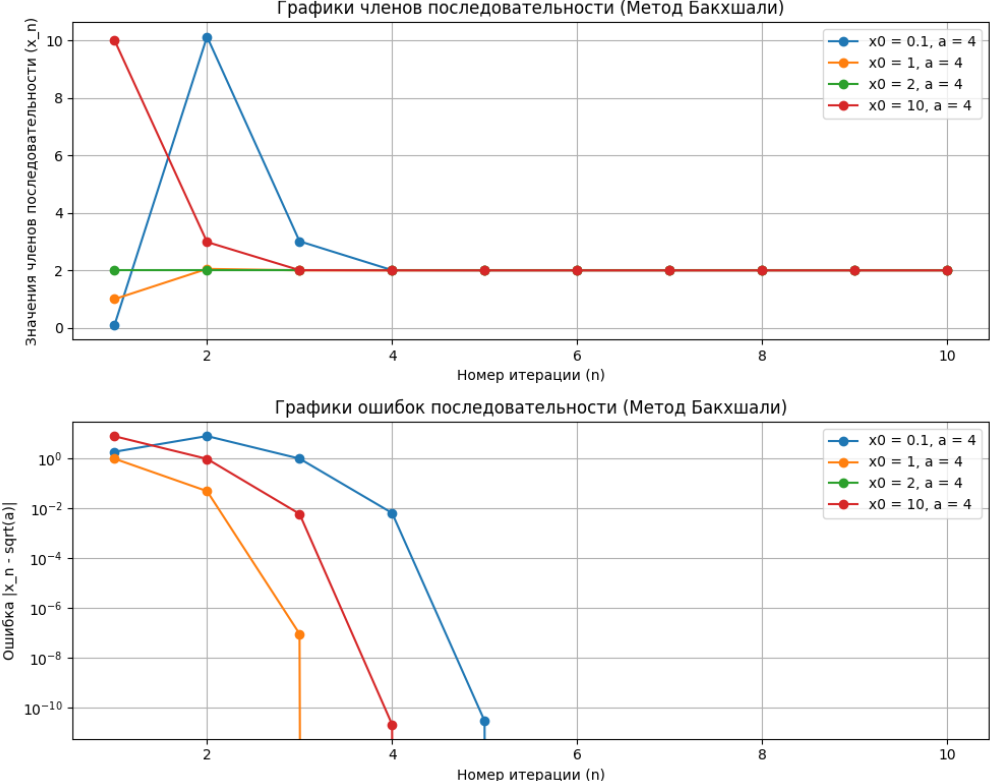 Графики членов последовательности (Метод Бакхшали)
Значения членов последовательности (x_n)
10
8
6
4
2
0
x0 = 0.1, a = 4
x0 = 1, a = 4
x0 = 2, a = 4
x0 = 10, a = 4
2
4
6
8
10
Номер итерации (n)
Графики ошибок последовательности (Метод Бакхшали)
Ошибка |x_n - sqrt(a)|
10⁰
10⁻²
10⁻⁴
10⁻⁶
10⁻⁸
10⁻¹⁰
x0 = 0.1, a = 4
x0 = 1, a = 4
x0 = 2, a = 4
x0 = 10, a = 4
2
4
6
8
10
Номер итерации (n)